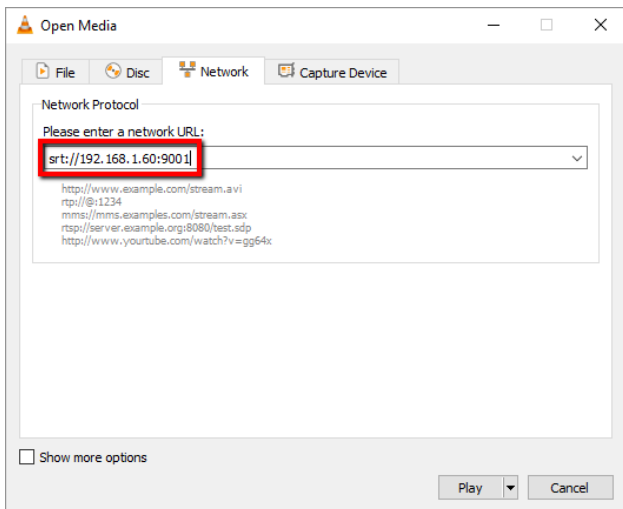 Open Media
File Disc Network Capture Device
Network Protocol
Please enter a network URL:
srt://192.168.1.60:9001
http://www.example.com/stream.avi
rtp://@:1234
mms://mms.examples.com/stream.asx
rtsp://server.example.org:8080/test.sdp
http://www.yourtube.com/watch?v=gg64x
Show more options
Play Cancel